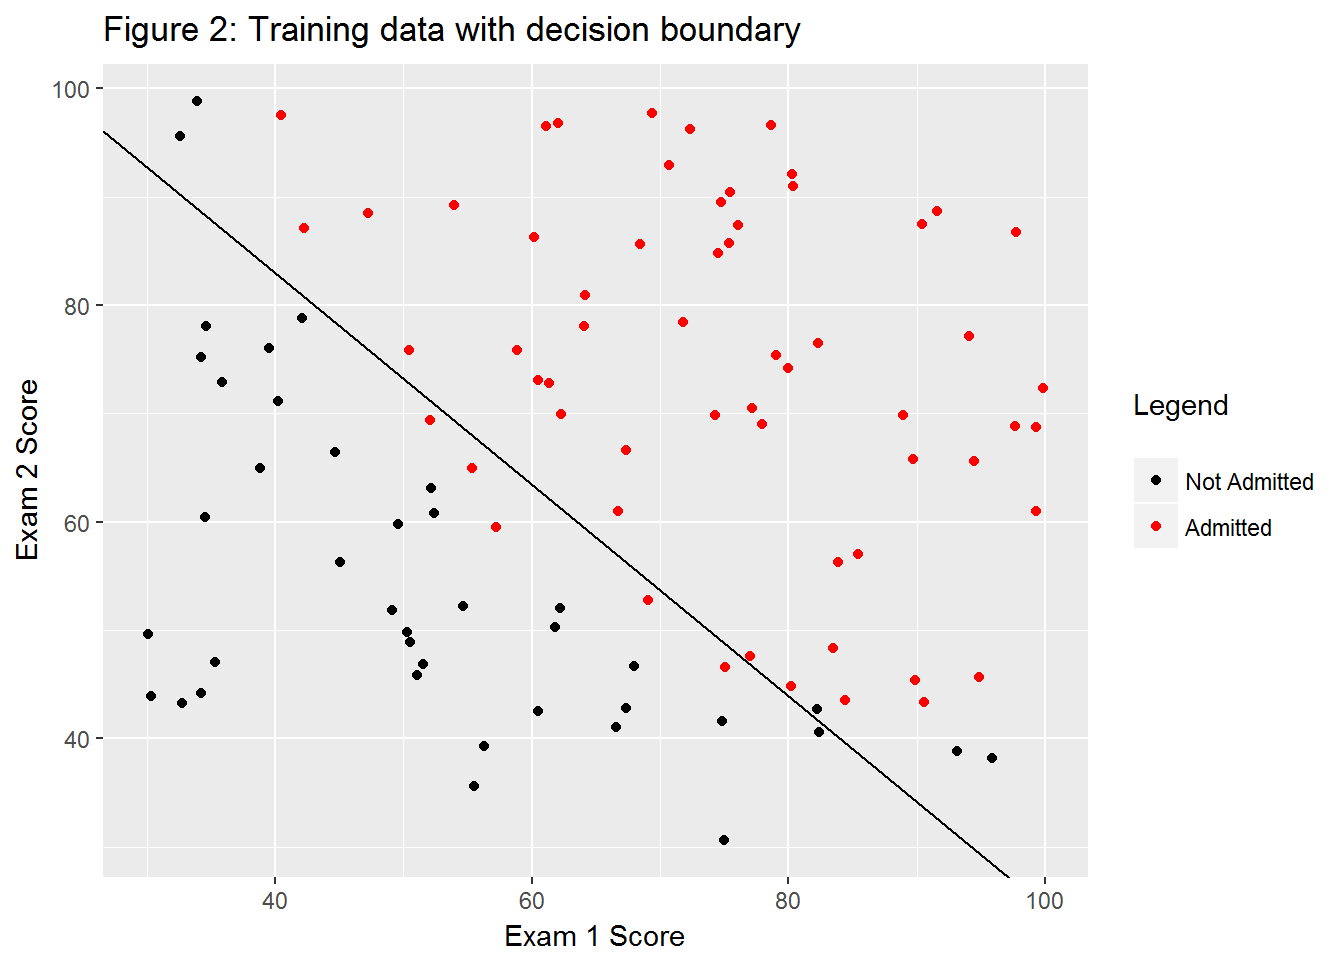 Figure 2: Training data with decision boundary
100
80
60
40
Exam 2 Score
40 60 80 100
Exam 1 Score
Legend
Not Admitted
Admitted